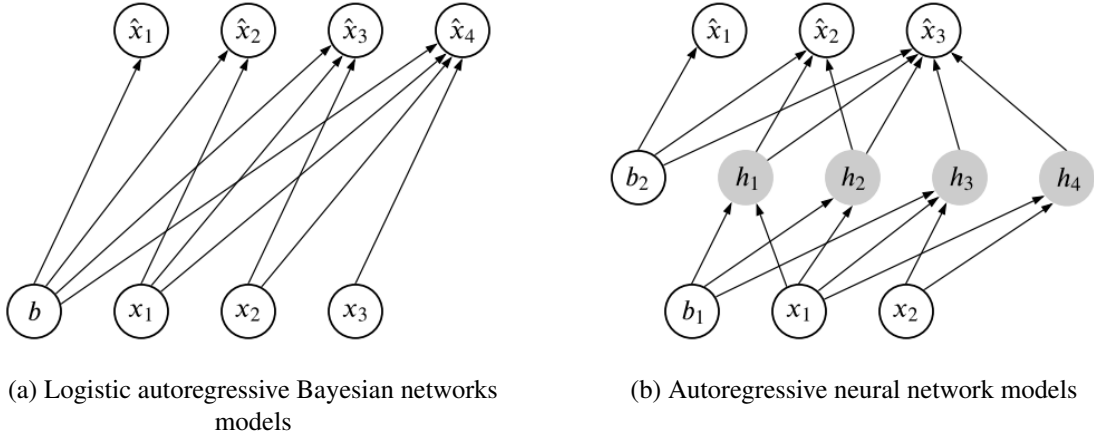 x̂₁ x̂₂ x̂₃ x̂₄
b x₁ x₂ x₃
(a) Logistic autoregressive Bayesian networks
models
x̂₁ x̂₂ x̂₃
b₂ h₁ h₂ h₃ h₄
b₁ x₁ x₂
(b) Autoregressive neural network models